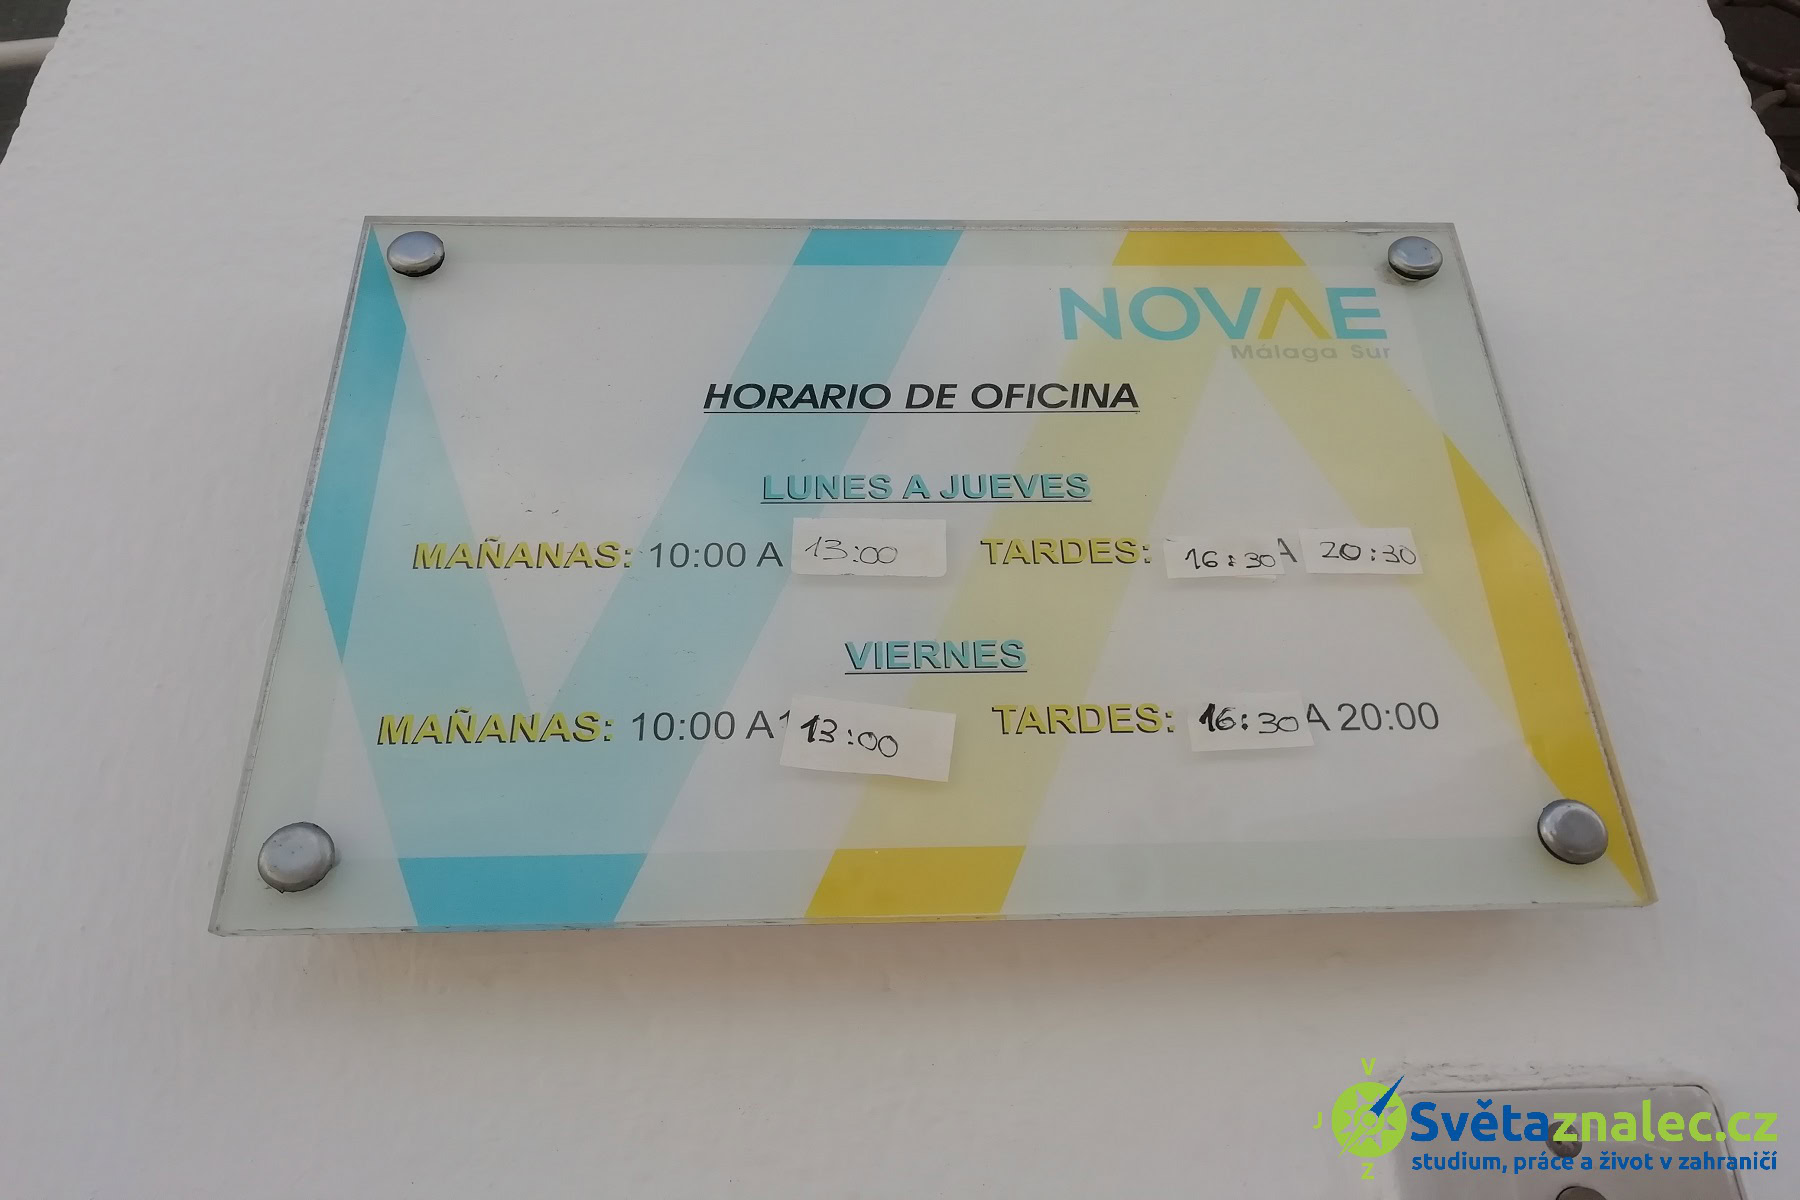 NOVAE
Málaga Sur
HORARIO DE OFICINA
LUNES A JUEVES
MAÑANAS: 10:00 A 13:00 TARDES: 16:30 A 20:30
VIERNES
MAÑANAS: 10:00 A 13:00 TARDES: 16:30 A 20:00
V
J
Z
Světaznalec.cz
studium, práce a život v zahraničí